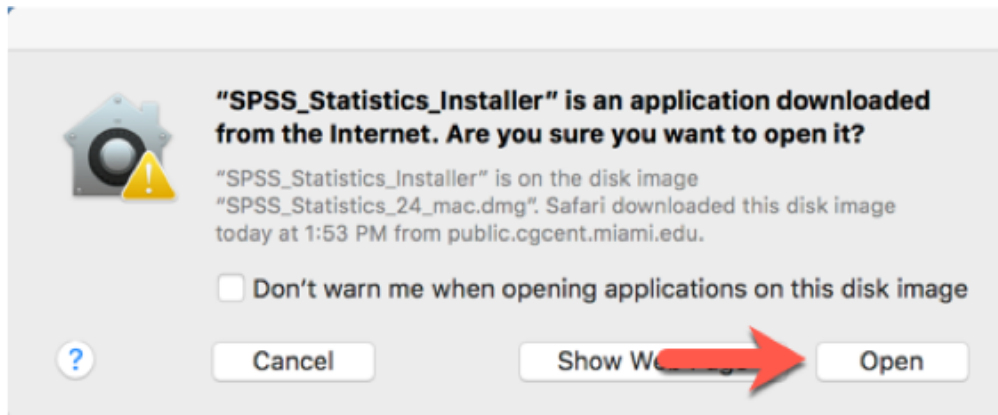 “SPSS_Statistics_Installer” is an application downloaded
from the Internet. Are you sure you want to open it?
“SPSS_Statistics_Installer” is on the disk image
“SPSS_Statistics_24_mac.dmg”. Safari downloaded this disk image
today at 1:53 PM from public.cgcent.miami.edu.
Don’t warn me when opening applications on this disk image
? Cancel Show Open